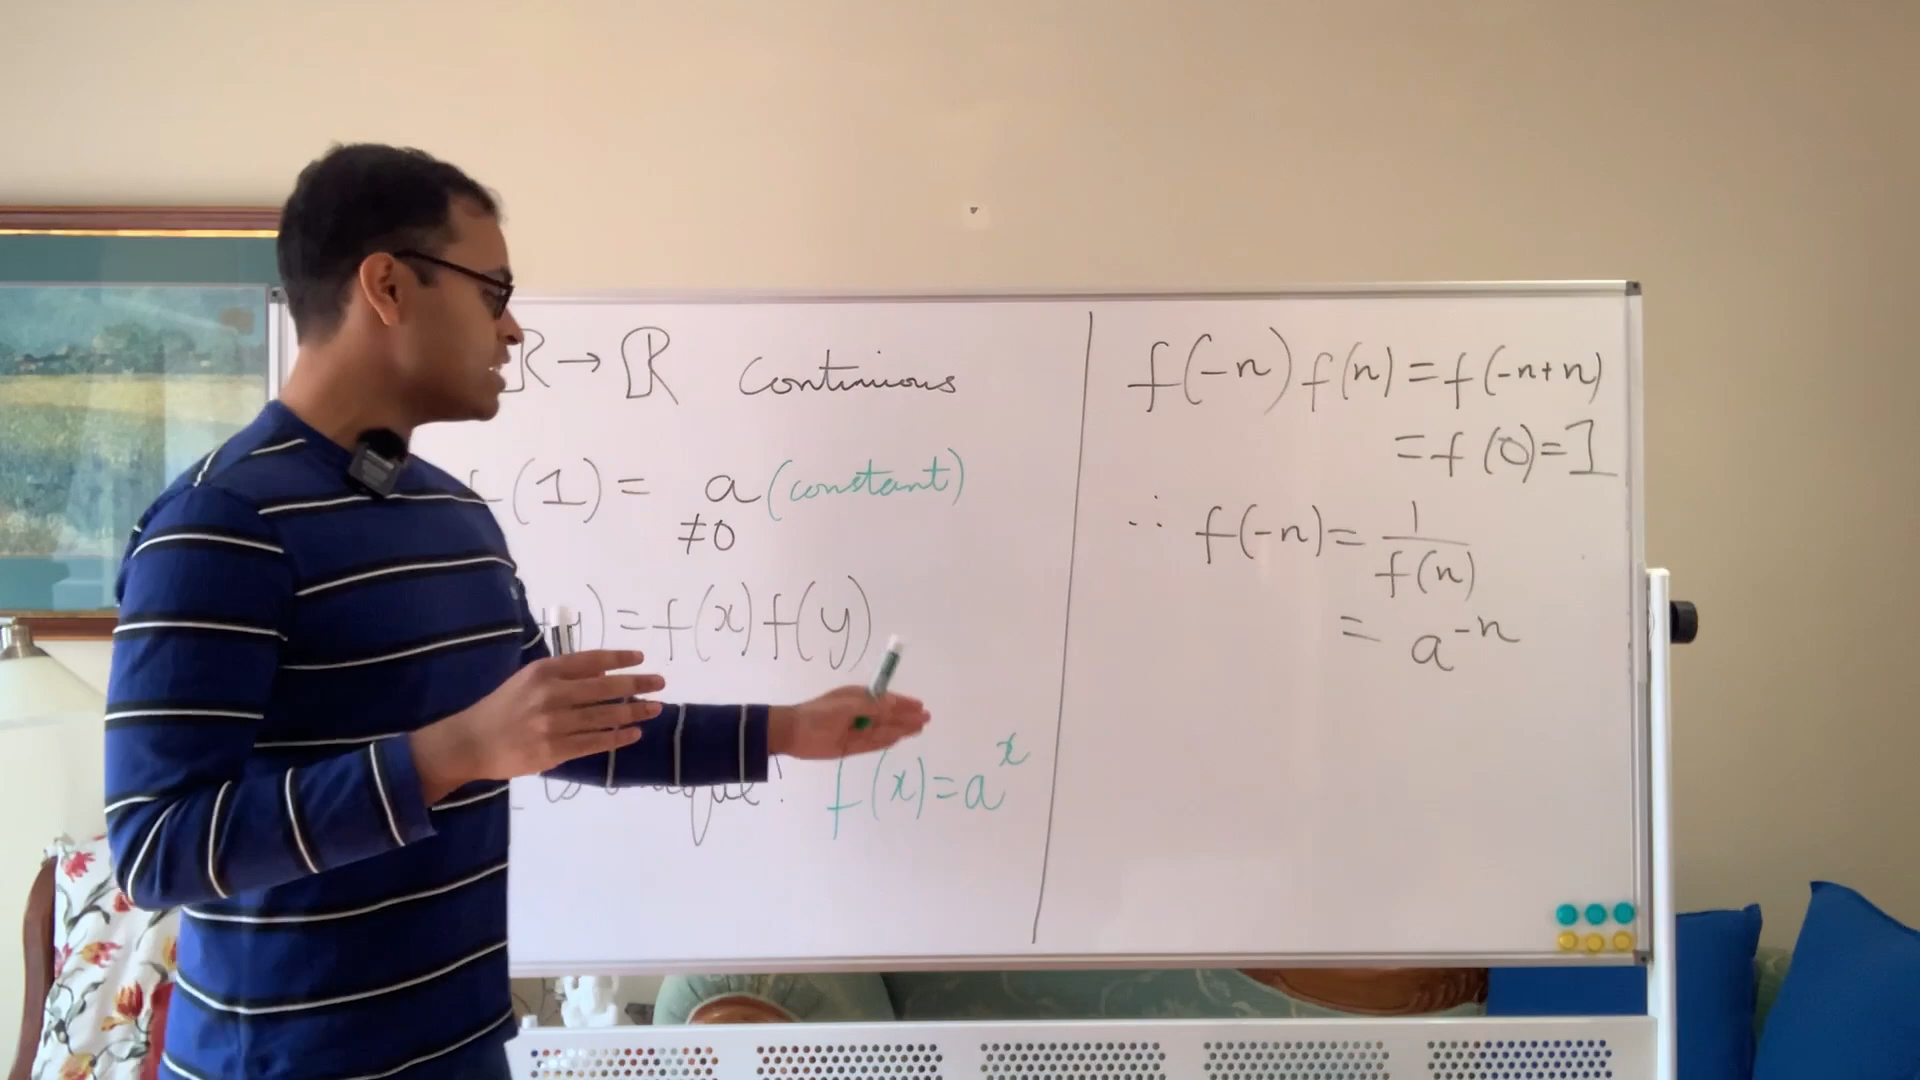 ℝ → ℝ Continuous
f(1) = a (constant)
≠0
+y) = f(x) f(y)
f(x) = a^x
f(-n) f(n) = f(-n+n)
= f(0) = 1
∴ f(-n) = 1/f(n)
= a^-n